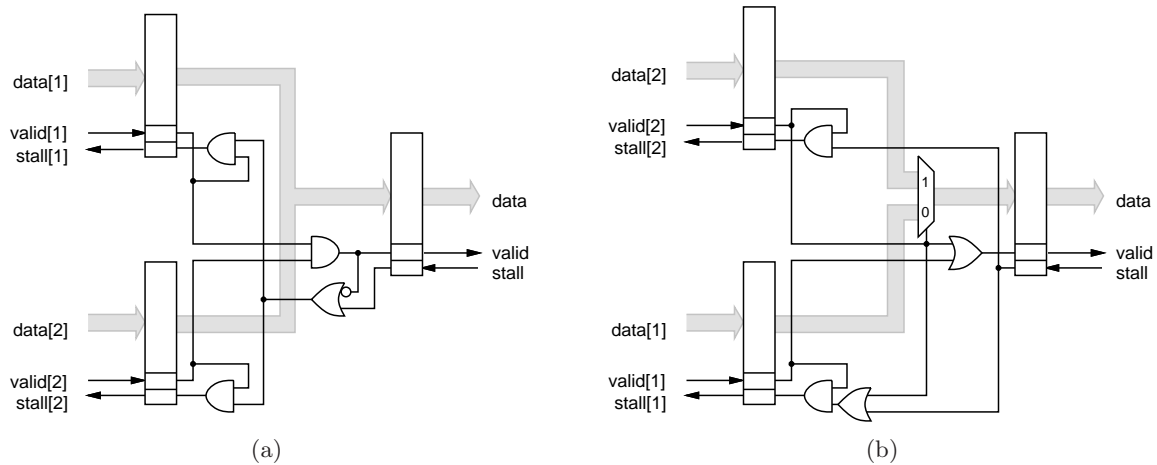 data[1]
valid[1]
stall[1]
data[2]
valid[2]
stall[2]
data
valid
stall
(a)
data[2]
valid[2]
stall[2]
1
0
data[1]
valid[1]
stall[1]
data
valid
stall
(b)